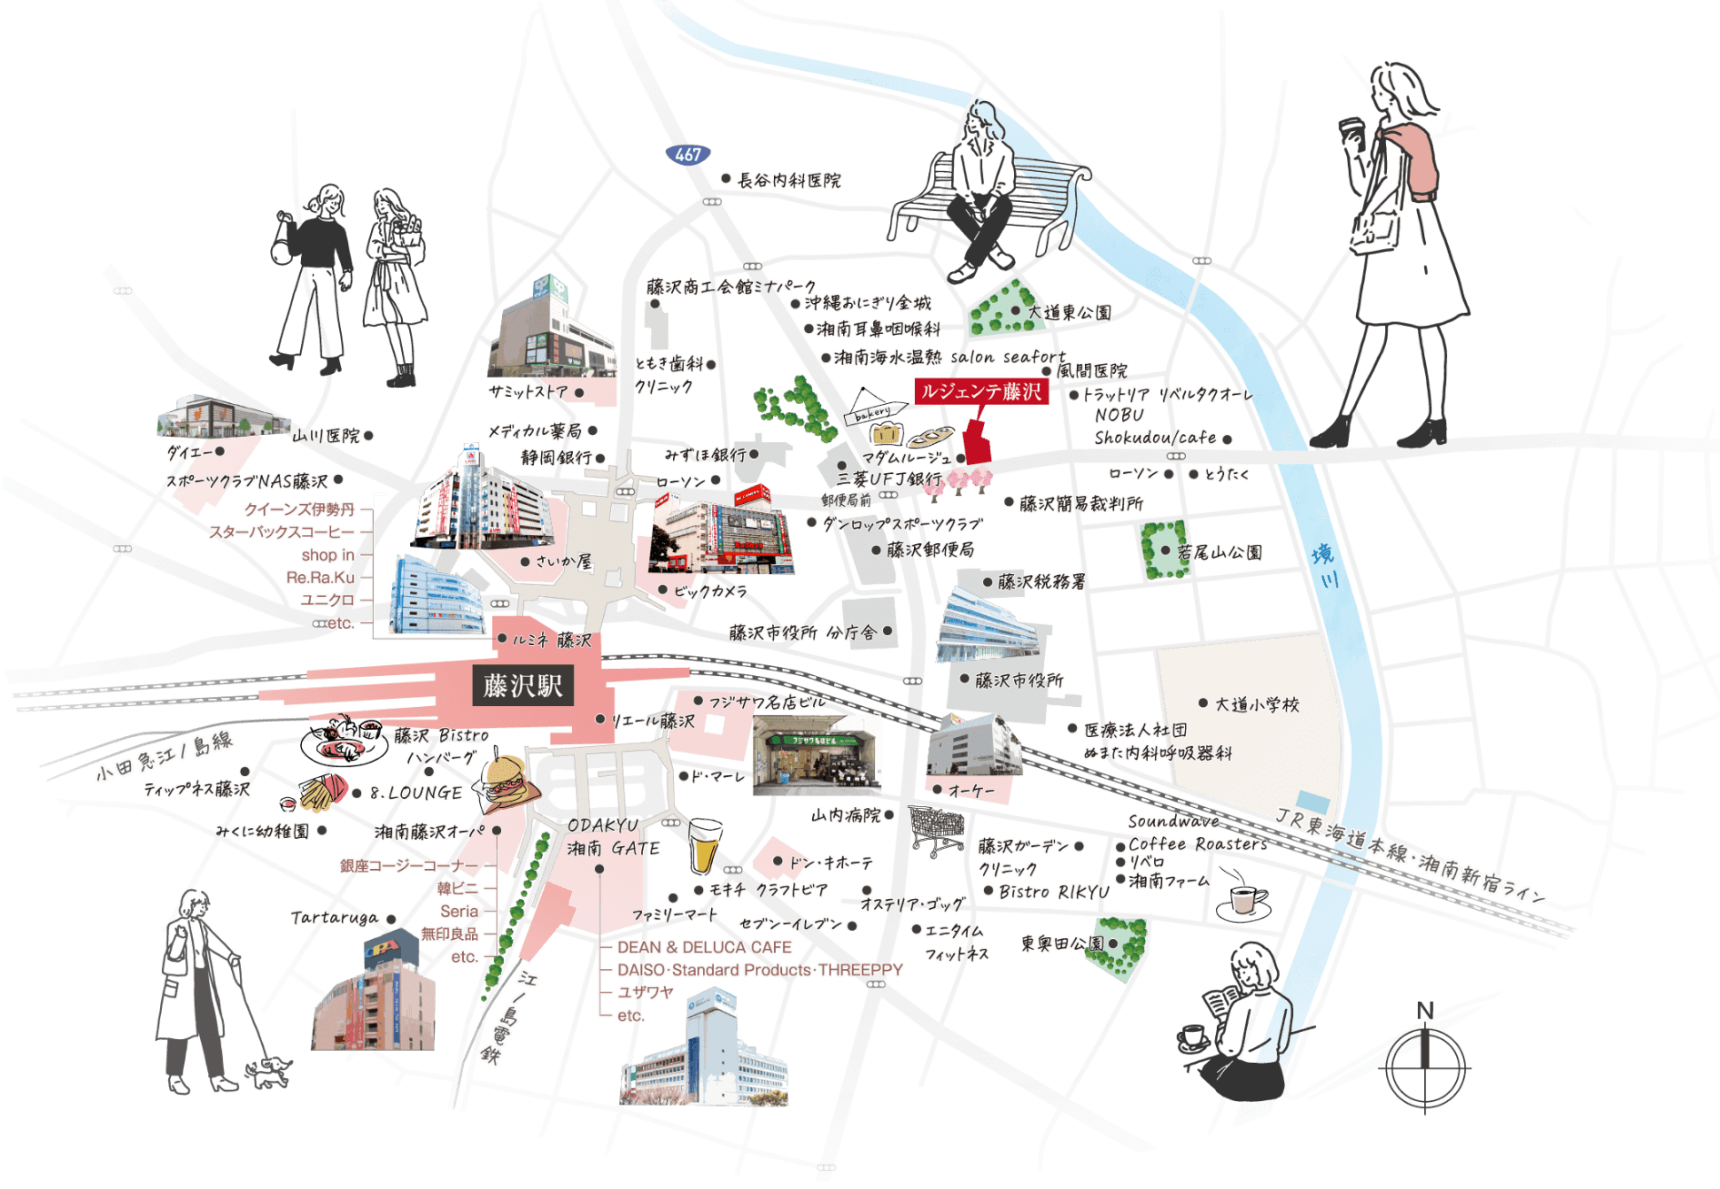 467
長谷内科医院
藤沢商工会館ミナパーク
沖縄おにぎり金城
大道東公園
湘南耳鼻咽喉科
ともき歯科
クリニック
湘南海水温熱 salon seafort
風間医院
サミットストア
ルジェンテ藤沢
トラットリア リベルタクオーレ
NOBU
Shokudou/cafe
bakery
山川医院
メディカル薬局
ダイエー
静岡銀行
みずほ銀行
マダムルージュ
スポーツクラブNAS藤沢
ローソン
三菱UFJ銀行
ローソン
とうたく
郵便局前
藤沢簡易裁判所
クイーンズ伊勢丹
スターバックスコーヒー
shop in
Re.Ra.Ku
ユニクロ
etc.
ダンロップスポーツクラブ
藤沢郵便局
若尾山公園
境川
さいか屋
ビックカメラ
藤沢税務署
ルミネ 藤沢
藤沢市役所 分庁舎
藤沢駅
藤沢市役所
フジサワ名店ビル
リエール藤沢
大道小学校
フジサワ名店ビル
医療法人社団
ぬまた内科呼吸器科
小田急江ノ島線
藤沢 Bistro
ハンバーグ
ティップネス藤沢
8.LOUNGE
ド・マーレ
オーケー
みくに幼稚園
湘南藤沢オーパ
ODAKYU
湘南 GATE
山内病院
JR東海道本線・湘南新宿ライン
Soundwave
Coffee Roasters
リベロ
湘南ファーム
藤沢ガーデン
クリニック
Bistro RIKYU
銀座コージーコーナー
韓ビニ
Seria
無印良品
etc.
ドン・キホーテ
モキチ クラフトビア
ファミリーマート
オステリア・ゴッグ
セブンーイレブン
エニタイム
フィットネス
東奥田公園
Tartaruga
OPA
DEAN & DELUCA CAFE
DAISO・Standard Products・THREEPPY
ユザワヤ
etc.
江ノ島電鉄
N